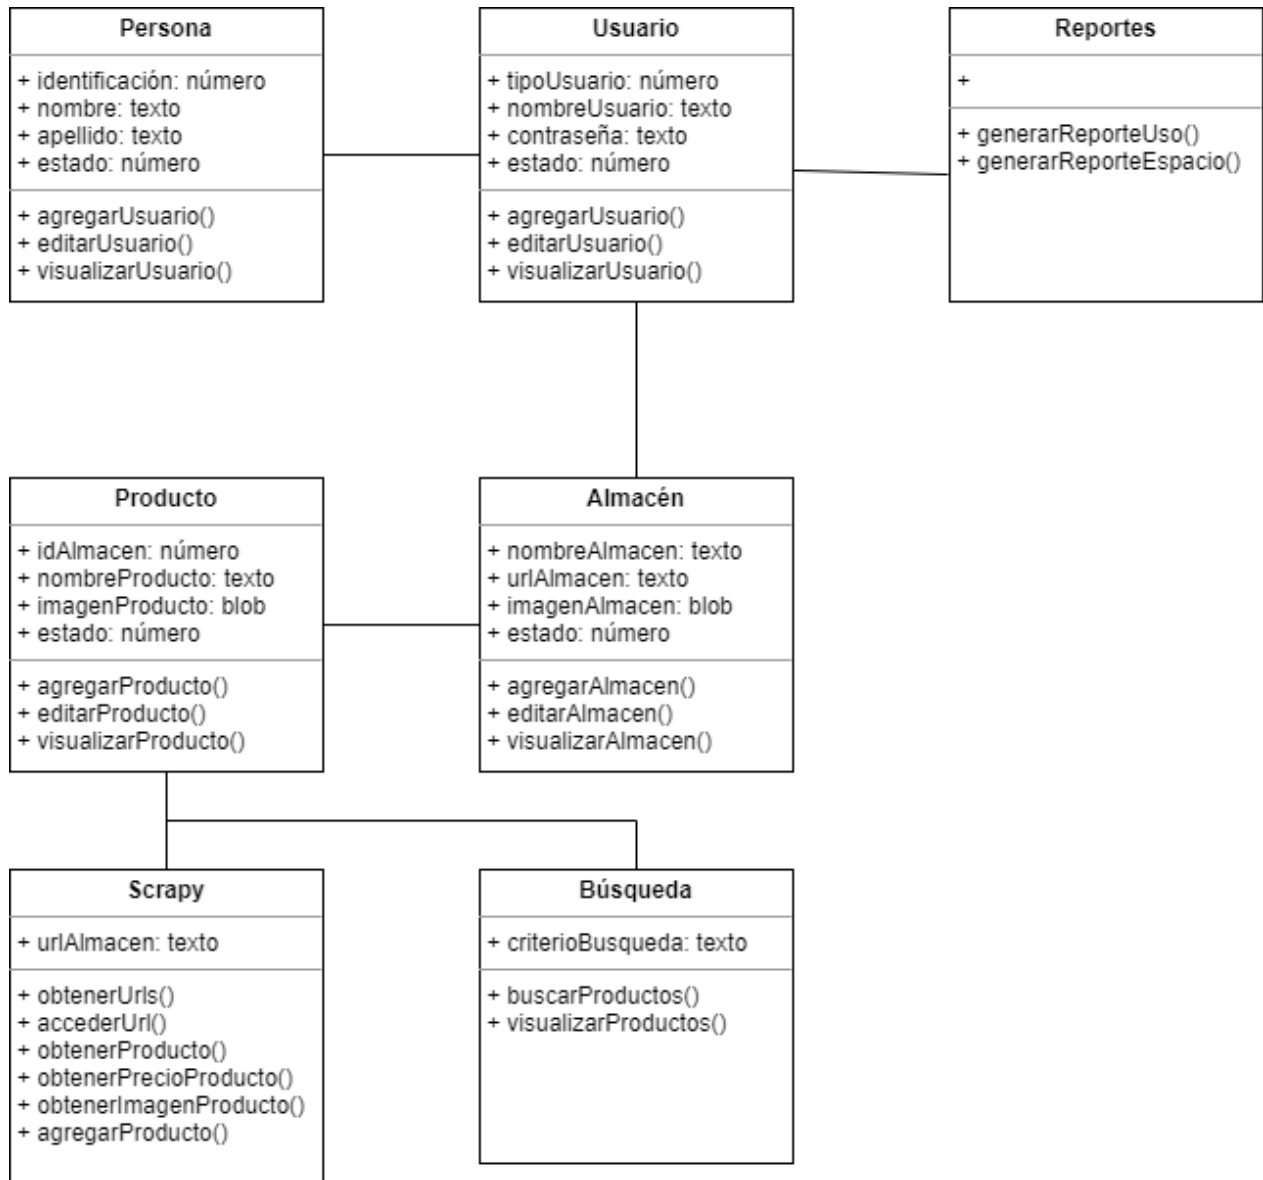 Persona
+ identificación: número
+ nombre: texto
+ apellido: texto
+ estado: número
+ agregarUsuario()
+ editarUsuario()
+ visualizarUsuario()
Usuario
+ tipoUsuario: número
+ nombreUsuario: texto
+ contraseña: texto
+ estado: número
+ agregarUsuario()
+ editarUsuario()
+ visualizarUsuario()
Reportes
+
+ generarReporteUso()
+ generarReporteEspacio()
Producto
+ idAlmacen: número
+ nombreProducto: texto
+ imagenProducto: blob
+ estado: número
+ agregarProducto()
+ editarProducto()
+ visualizarProducto()
Almacén
+ nombreAlmacen: texto
+ urlAlmacen: texto
+ imagenAlmacen: blob
+ estado: número
+ agregarAlmacen()
+ editarAlmacen()
+ visualizarAlmacen()
Scrapy
+ urlAlmacen: texto
+ obtenerUrls()
+ accederUrl()
+ obtenerProducto()
+ obtenerPrecioProducto()
+ obtenerImagenProducto()
+ agregarProducto()
Búsqueda
+ criterioBusqueda: texto
+ buscarProductos()
+ visualizarProductos()